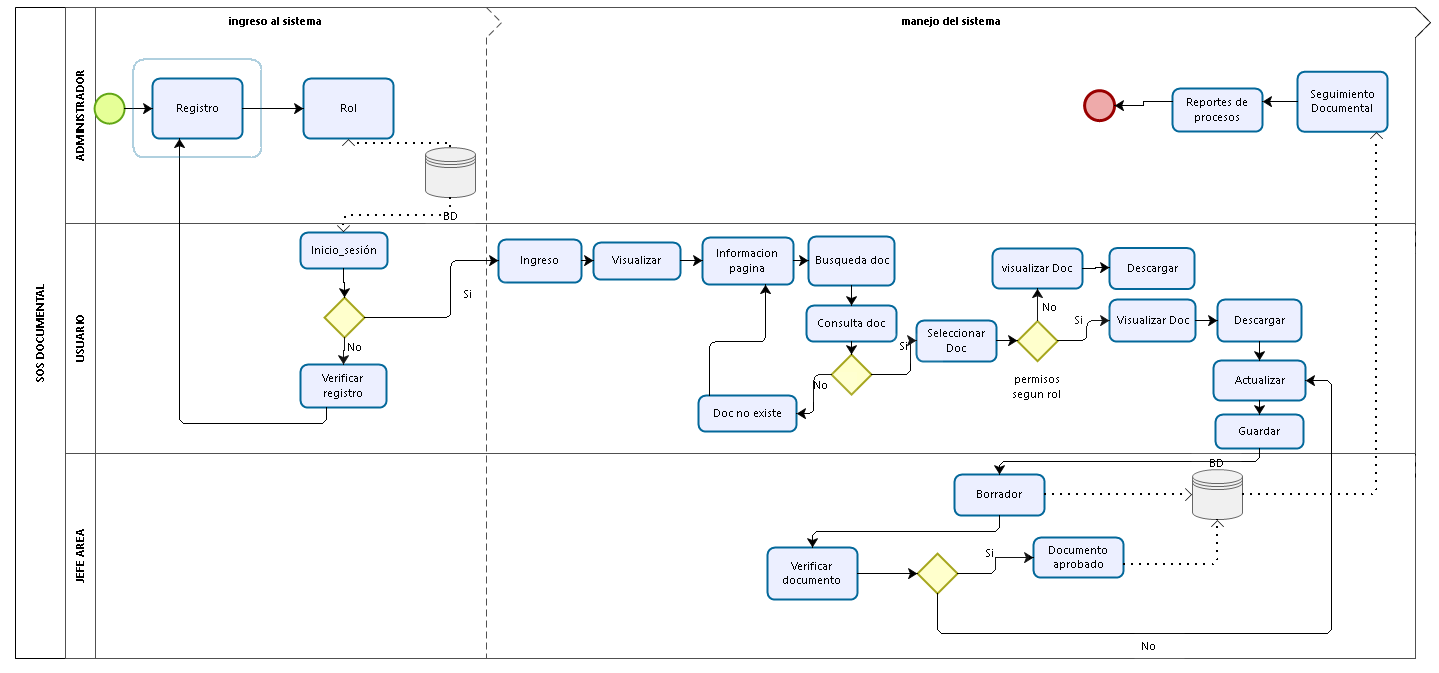 ingreso al sistema
manejo del sistema
SOS DOCUMENTAL
ADMINISTRADOR
Registro
Rol
BD
Reportes de
procesos
Seguimiento
Documental
USUARIO
Inicio_sesión
Si
No
Verificar
registro
Ingreso
Visualizar
Informacion
pagina
Busqueda doc
Consulta doc
Si
No
Doc no existe
Seleccionar
Doc
permisos
segun rol
No
visualizar Doc
Descargar
Si
Visualizar Doc
Descargar
Actualizar
Guardar
JEFE AREA
Borrador
BD
Verificar
documento
Si
Documento
aprobado
No